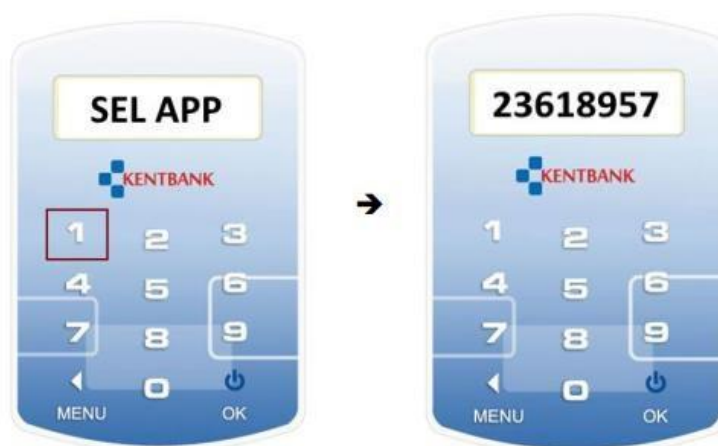 SEL APP
KENTBANK
1 2 3
4 5 6
7 8 9
0
MENU OK
➔
23618957
KENTBANK
1 2 3
4 5 6
7 8 9
0
MENU OK